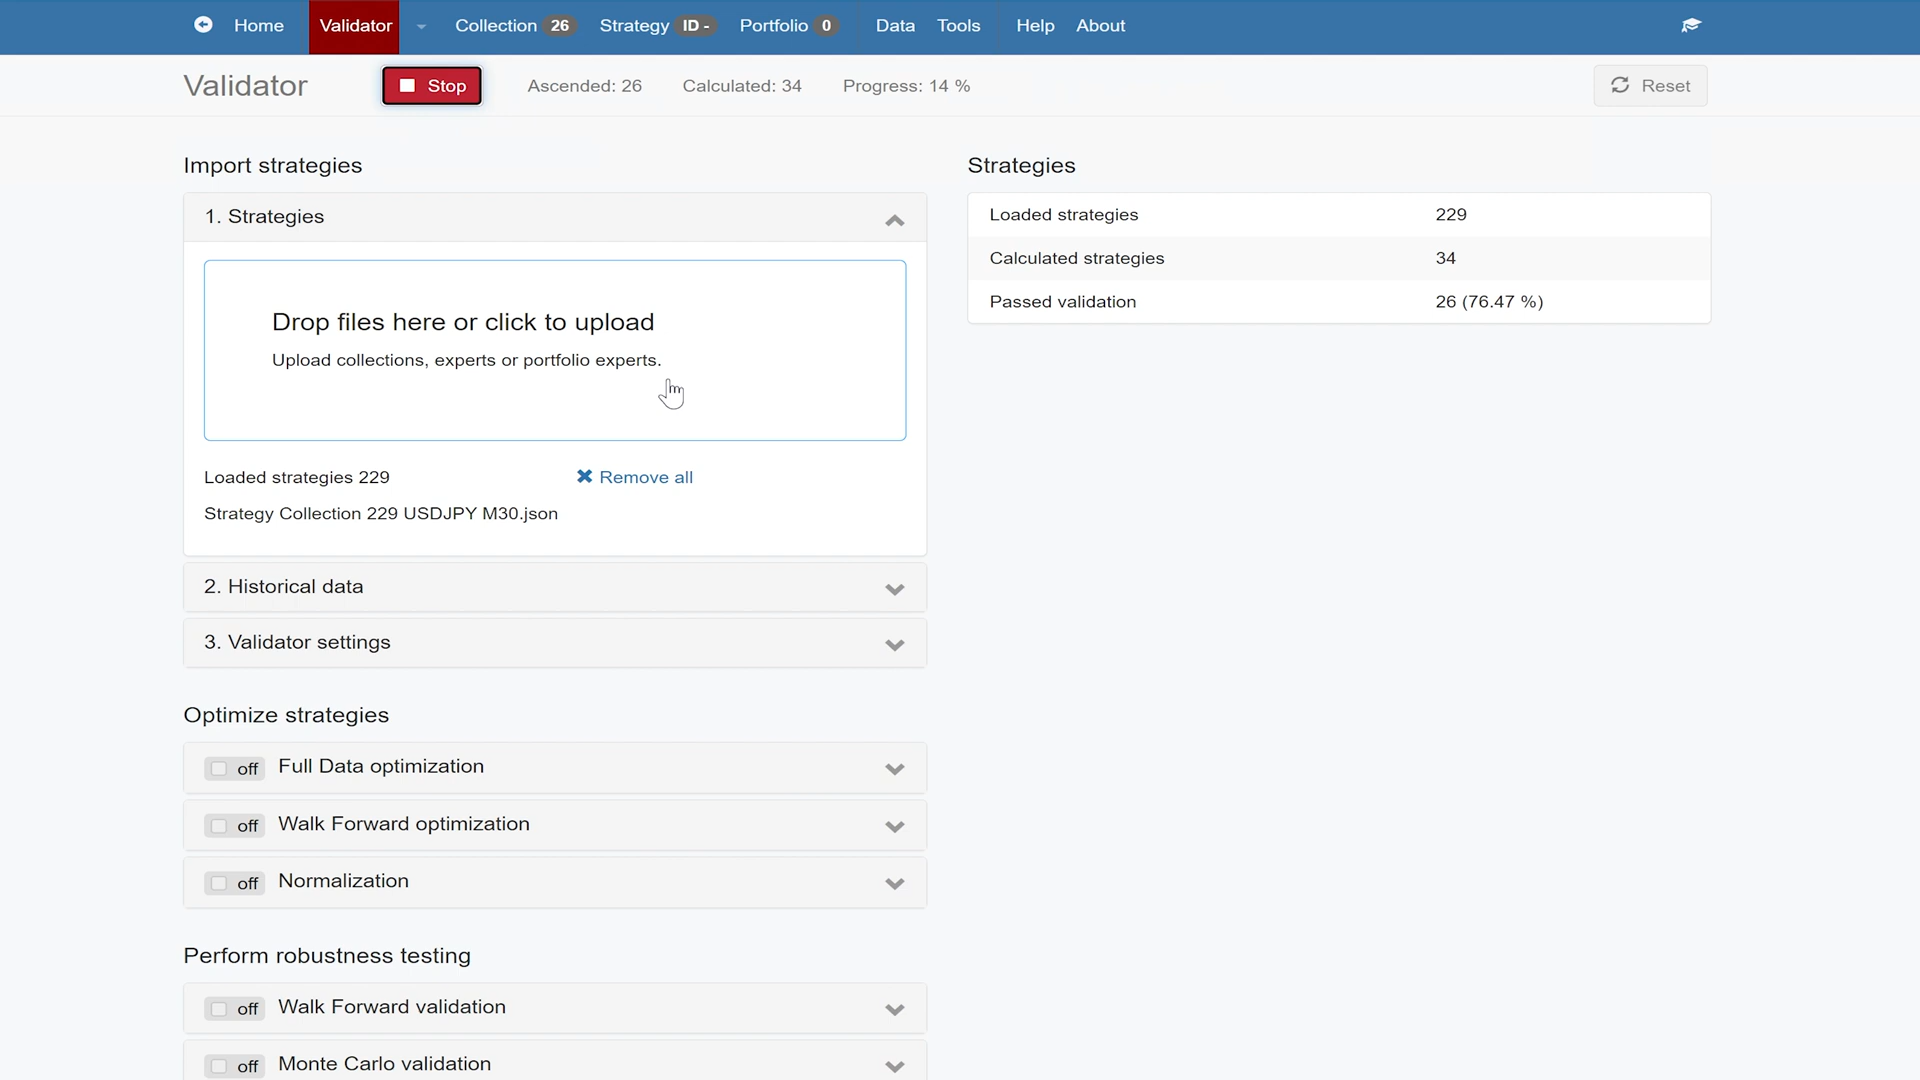 Home Validator Collection 26 Strategy ID - Portfolio 0 Data Tools Help About
Validator Stop Ascended: 26 Calculated: 34 Progress: 14 % Reset
Import strategies
1. Strategies
Drop files here or click to upload
Upload collections, experts or portfolio experts.
Loaded strategies 229 Remove all
Strategy Collection 229 USDJPY M30.json
2. Historical data
3. Validator settings
Optimize strategies
off Full Data optimization
off Walk Forward optimization
off Normalization
Perform robustness testing
off Walk Forward validation
off Monte Carlo validation
Strategies
Loaded strategies 229
Calculated strategies 34
Passed validation 26 (76.47 %)